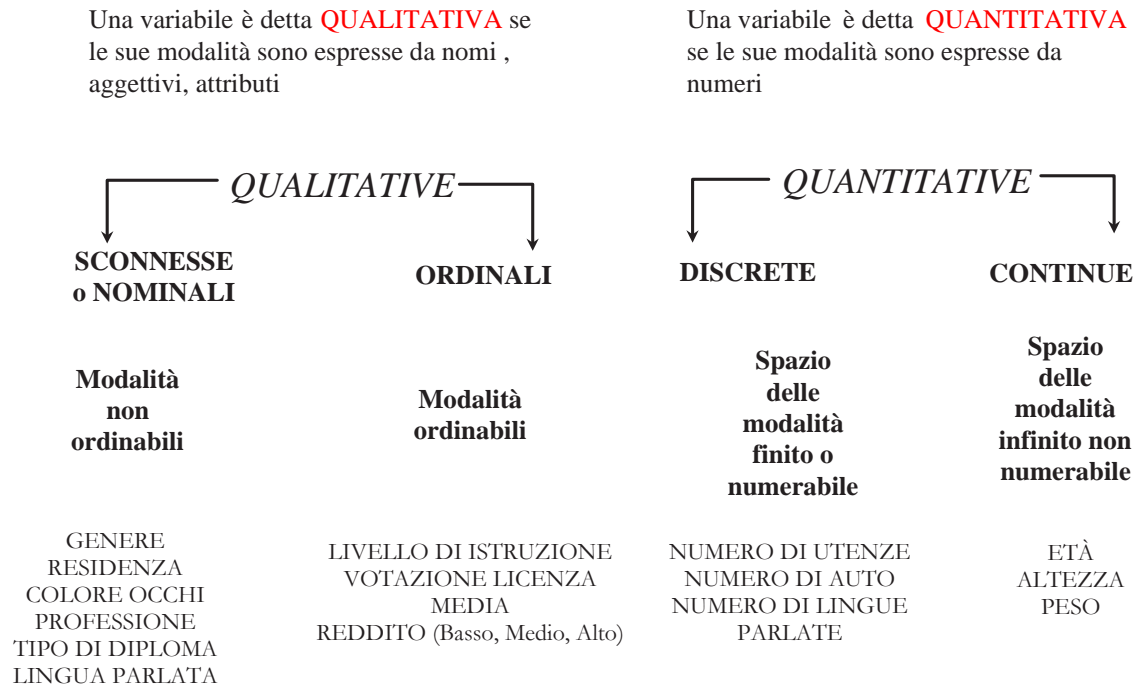 Una variabile è detta QUALITATIVA se
le sue modalità sono espresse da nomi ,
aggettivi, attributi
Una variabile è detta QUANTITATIVA
se le sue modalità sono espresse da
numeri
QUALITATIVE
SCONNESSE
o NOMINALI
ORDINALI
Modalità
non
ordinabili
Modalità
ordinabili
GENERE
RESIDENZA
COLORE OCCHI
PROFESSIONE
TIPO DI DIPLOMA
LINGUA PARLATA
LIVELLO DI ISTRUZIONE
VOTAZIONE LICENZA
MEDIA
REDDITO (Basso, Medio, Alto)
QUANTITATIVE
DISCRETE
CONTINUE
Spazio
delle
modalità
finito o
numerabile
Spazio
delle
modalità
infinito non
numerabile
NUMERO DI UTENZE
NUMERO DI AUTO
NUMERO DI LINGUE
PARLATE
ETÀ
ALTEZZA
PESO